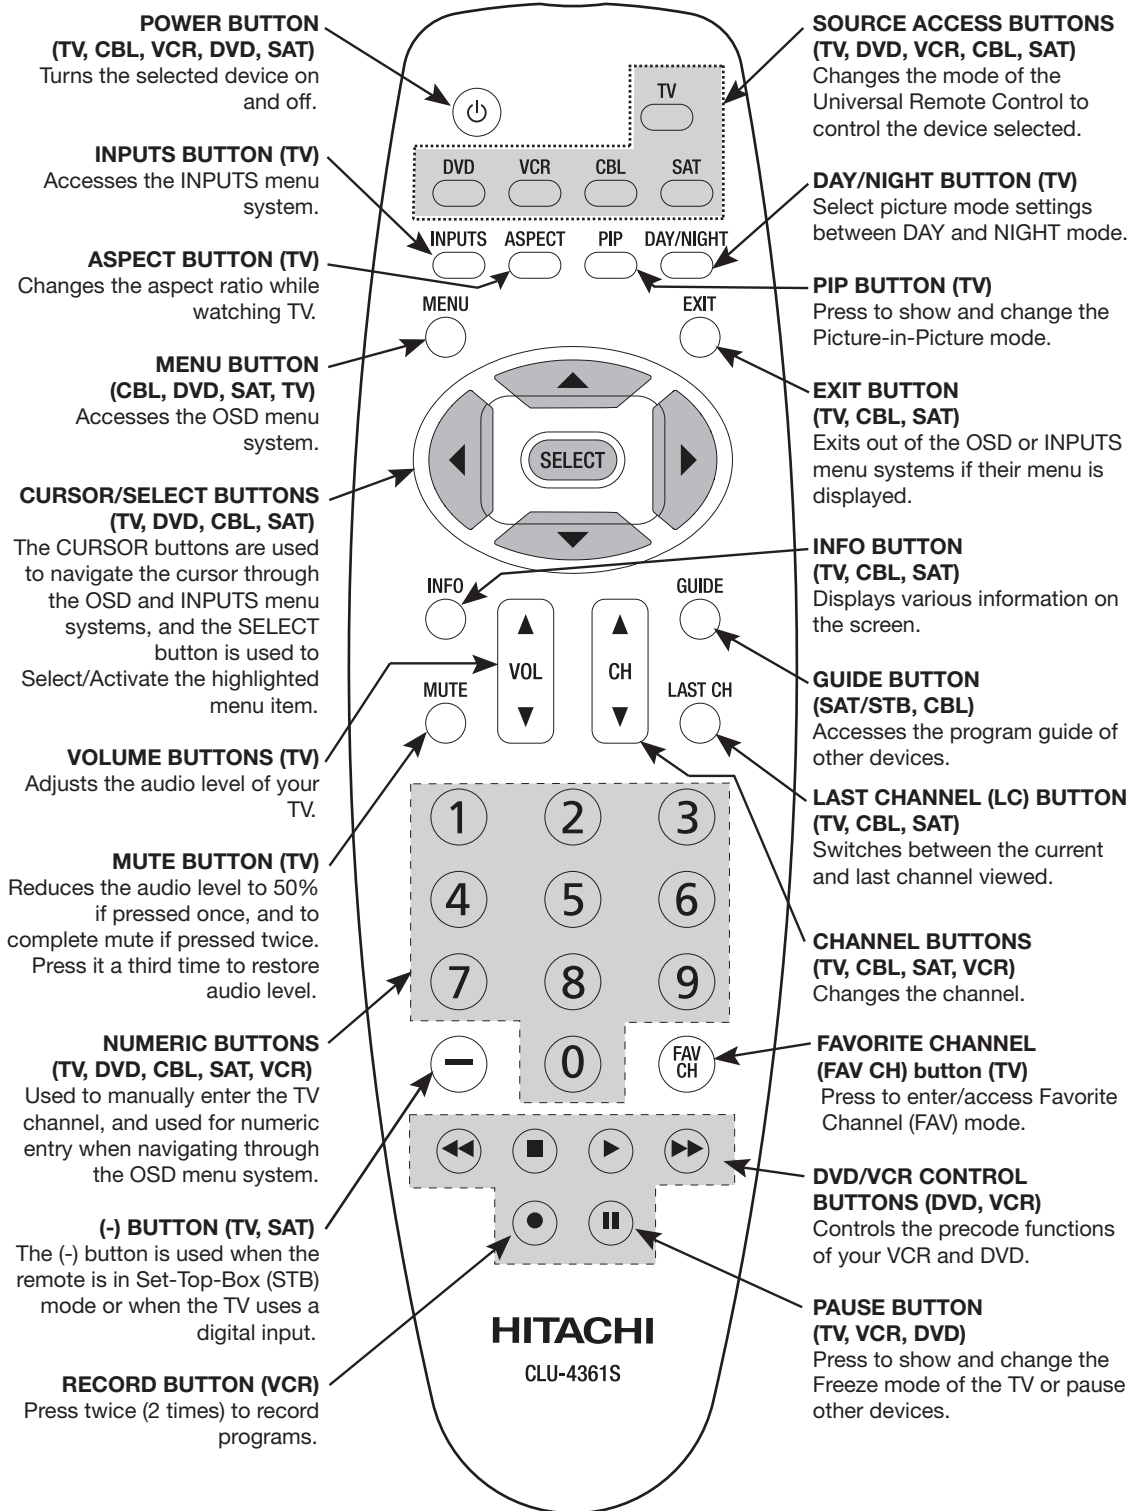 POWER BUTTON
(TV, CBL, VCR, DVD, SAT)
Turns the selected device on
and off.
INPUTS BUTTON (TV)
Accesses the INPUTS menu
system.
ASPECT BUTTON (TV)
Changes the aspect ratio while
watching TV.
MENU BUTTON
(CBL, DVD, SAT, TV)
Accesses the OSD menu
system.
CURSOR/SELECT BUTTONS
(TV, DVD, CBL, SAT)
The CURSOR buttons are used
to navigate the cursor through
the OSD and INPUTS menu
systems, and the SELECT
button is used to
Select/Activate the highlighted
menu item.
VOLUME BUTTONS (TV)
Adjusts the audio level of your
TV.
MUTE BUTTON (TV)
Reduces the audio level to 50%
if pressed once, and to
complete mute if pressed twice.
Press it a third time to restore
audio level.
NUMERIC BUTTONS
(TV, DVD, CBL, SAT, VCR)
Used to manually enter the TV
channel, and used for numeric
entry when navigating through
the OSD menu system.
(-) BUTTON (TV, SAT)
The (-) button is used when the
remote is in Set-Top-Box (STB)
mode or when the TV uses a
digital input.
RECORD BUTTON (VCR)
Press twice (2 times) to record
programs.
TV
DVD VCR CBL SAT
INPUTS ASPECT PIP DAY/NIGHT
MENU EXIT
SELECT
INFO GUIDE
VOL CH
MUTE LAST CH
1 2 3
4 5 6
7 8 9
0 FAV
CH
HITACHI
CLU-4361S
SOURCE ACCESS BUTTONS
(TV, DVD, VCR, CBL, SAT)
Changes the mode of the
Universal Remote Control to
control the device selected.
DAY/NIGHT BUTTON (TV)
Select picture mode settings
between DAY and NIGHT mode.
PIP BUTTON (TV)
Press to show and change the
Picture-in-Picture mode.
EXIT BUTTON
(TV, CBL, SAT)
Exits out of the OSD or INPUTS
menu systems if their menu is
displayed.
INFO BUTTON
(TV, CBL, SAT)
Displays various information on
the screen.
GUIDE BUTTON
(SAT/STB, CBL)
Accesses the program guide of
other devices.
LAST CHANNEL (LC) BUTTON
(TV, CBL, SAT)
Switches between the current
and last channel viewed.
CHANNEL BUTTONS
(TV, CBL, SAT, VCR)
Changes the channel.
FAVORITE CHANNEL
(FAV CH) button (TV)
Press to enter/access Favorite
Channel (FAV) mode.
DVD/VCR CONTROL
BUTTONS (DVD, VCR)
Controls the precode functions
of your VCR and DVD.
PAUSE BUTTON
(TV, VCR, DVD)
Press to show and change the
Freeze mode of the TV or pause
other devices.